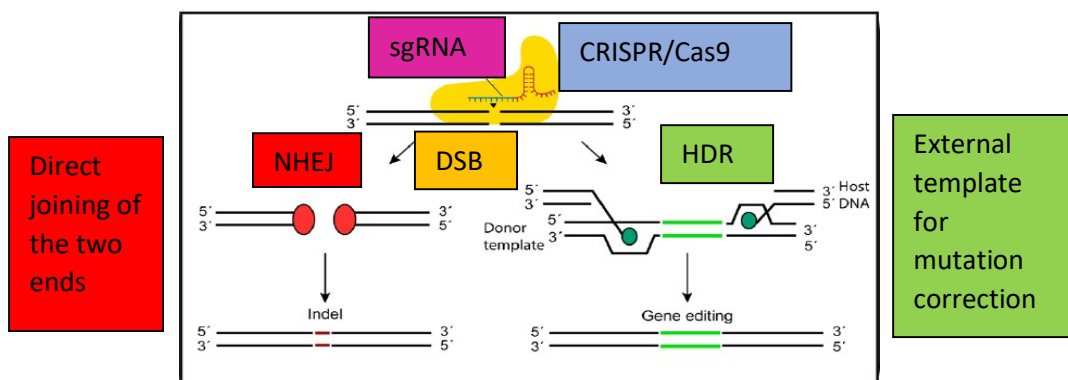 sgRNA
CRISPR/Cas9
5´ 3´
3´ 5´
NHEJ
DSB
HDR
Direct
joining of
the two
ends
External
template
for
mutation
correction
5´ 3´
3´ 5´
5´
3´
3´ Host
5´ DNA
5´
Donor 3´
template
3´
5´
Indel
Gene editing
5´ 3´
3´ 5´
5´ 3´
3´ 5´